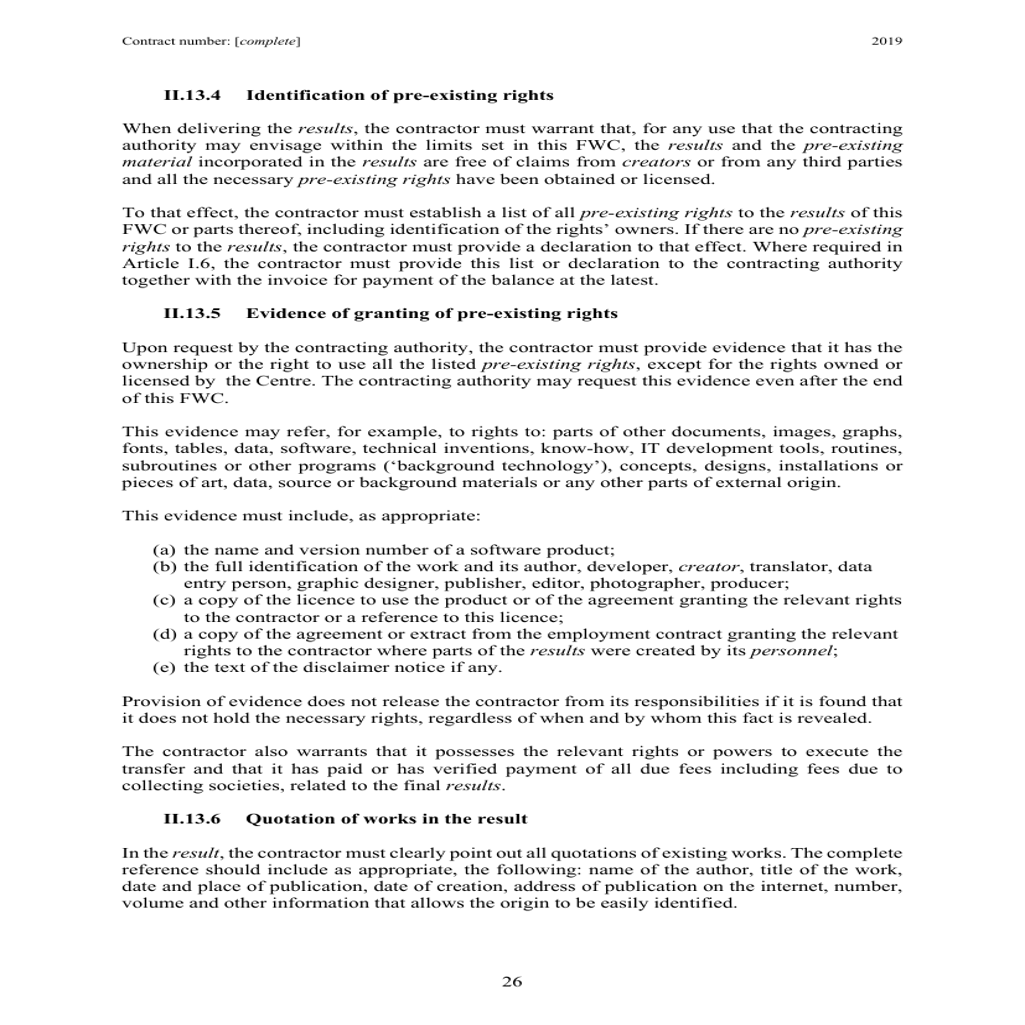 Contract number: [complete] 2019
II.13.4 Identification of pre-existing rights
When delivering the results, the contractor must warrant that, for any use that the contracting
authority may envisage within the limits set in this FWC, the results and the pre-existing
material incorporated in the results are free of claims from creators or from any third parties
and all the necessary pre-existing rights have been obtained or licensed.
To that effect, the contractor must establish a list of all pre-existing rights to the results of this
FWC or parts thereof, including identification of the rights’ owners. If there are no pre-existing
rights to the results, the contractor must provide a declaration to that effect. Where required in
Article I.6, the contractor must provide this list or declaration to the contracting authority
together with the invoice for payment of the balance at the latest.
II.13.5 Evidence of granting of pre-existing rights
Upon request by the contracting authority, the contractor must provide evidence that it has the
ownership or the right to use all the listed pre-existing rights, except for the rights owned or
licensed by the Centre. The contracting authority may request this evidence even after the end
of this FWC.
This evidence may refer, for example, to rights to: parts of other documents, images, graphs,
fonts, tables, data, software, technical inventions, know-how, IT development tools, routines,
subroutines or other programs (‘background technology’), concepts, designs, installations or
pieces of art, data, source or background materials or any other parts of external origin.
This evidence must include, as appropriate:
(a) the name and version number of a software product;
(b) the full identification of the work and its author, developer, creator, translator, data
entry person, graphic designer, publisher, editor, photographer, producer;
(c) a copy of the licence to use the product or of the agreement granting the relevant rights
to the contractor or a reference to this licence;
(d) a copy of the agreement or extract from the employment contract granting the relevant
rights to the contractor where parts of the results were created by its personnel;
(e) the text of the disclaimer notice if any.
Provision of evidence does not release the contractor from its responsibilities if it is found that
it does not hold the necessary rights, regardless of when and by whom this fact is revealed.
The contractor also warrants that it possesses the relevant rights or powers to execute the
transfer and that it has paid or has verified payment of all due fees including fees due to
collecting societies, related to the final results.
II.13.6 Quotation of works in the result
In the result, the contractor must clearly point out all quotations of existing works. The complete
reference should include as appropriate, the following: name of the author, title of the work,
date and place of publication, date of creation, address of publication on the internet, number,
volume and other information that allows the origin to be easily identified.
26